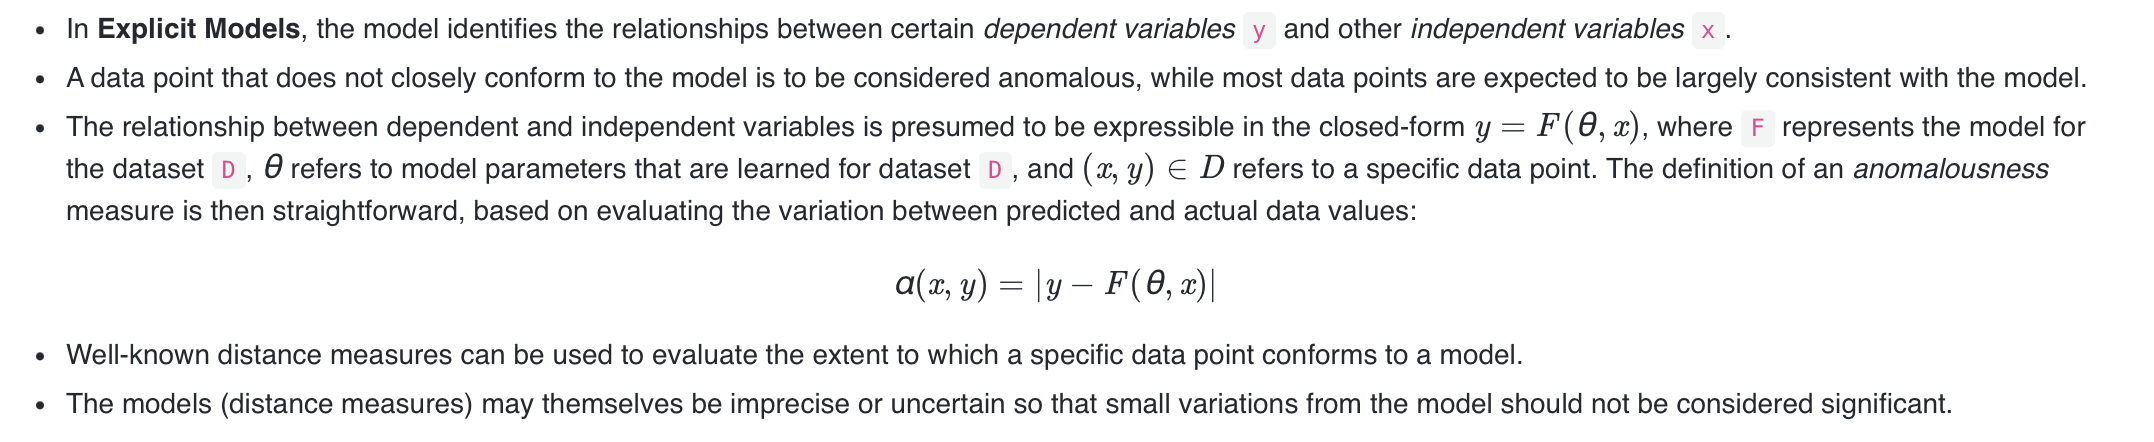 • In Explicit Models, the model identifies the relationships between certain dependent variables y and other independent variables x .
• A data point that does not closely conform to the model is to be considered anomalous, while most data points are expected to be largely consistent with the model.
• The relationship between dependent and independent variables is presumed to be expressible in the closed-form y = F(θ, x), where F represents the model for
the dataset D , θ refers to model parameters that are learned for dataset D , and (x, y) ∈ D refers to a specific data point. The definition of an anomalousness
measure is then straightforward, based on evaluating the variation between predicted and actual data values:
α(x, y) = |y − F(θ, x)|
• Well-known distance measures can be used to evaluate the extent to which a specific data point conforms to a model.
• The models (distance measures) may themselves be imprecise or uncertain so that small variations from the model should not be considered significant.